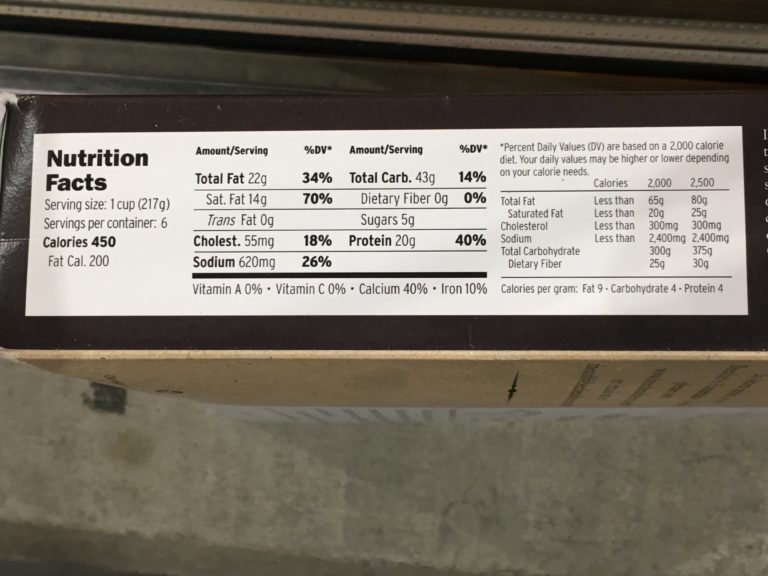 Nutrition
Facts
Serving size: 1 cup (217g)
Servings per container: 6
Calories 450
Fat Cal. 200
Amount/Serving %DV* Amount/Serving %DV*
Total Fat 22g 34% Total Carb. 43g 14%
Sat. Fat 14g 70% Dietary Fiber 0g 0%
Trans Fat 0g Sugars 5g
Cholest. 55mg 18% Protein 20g 40%
Sodium 620mg 26%
Vitamin A 0% • Vitamin C 0% • Calcium 40% • Iron 10%
*Percent Daily Values (DV) are based on a 2,000 calorie
diet. Your daily values may be higher or lower depending
on your calorie needs.
Calories 2,000 2,500
Total Fat Less than 65g 80g
Saturated Fat Less than 20g 25g
Cholesterol Less than 300mg 300mg
Sodium Less than 2,400mg 2,400mg
Total Carbohydrate 300g 375g
Dietary Fiber 25g 30g
Calories per gram: Fat 9 - Carbohydrate 4 - Protein 4